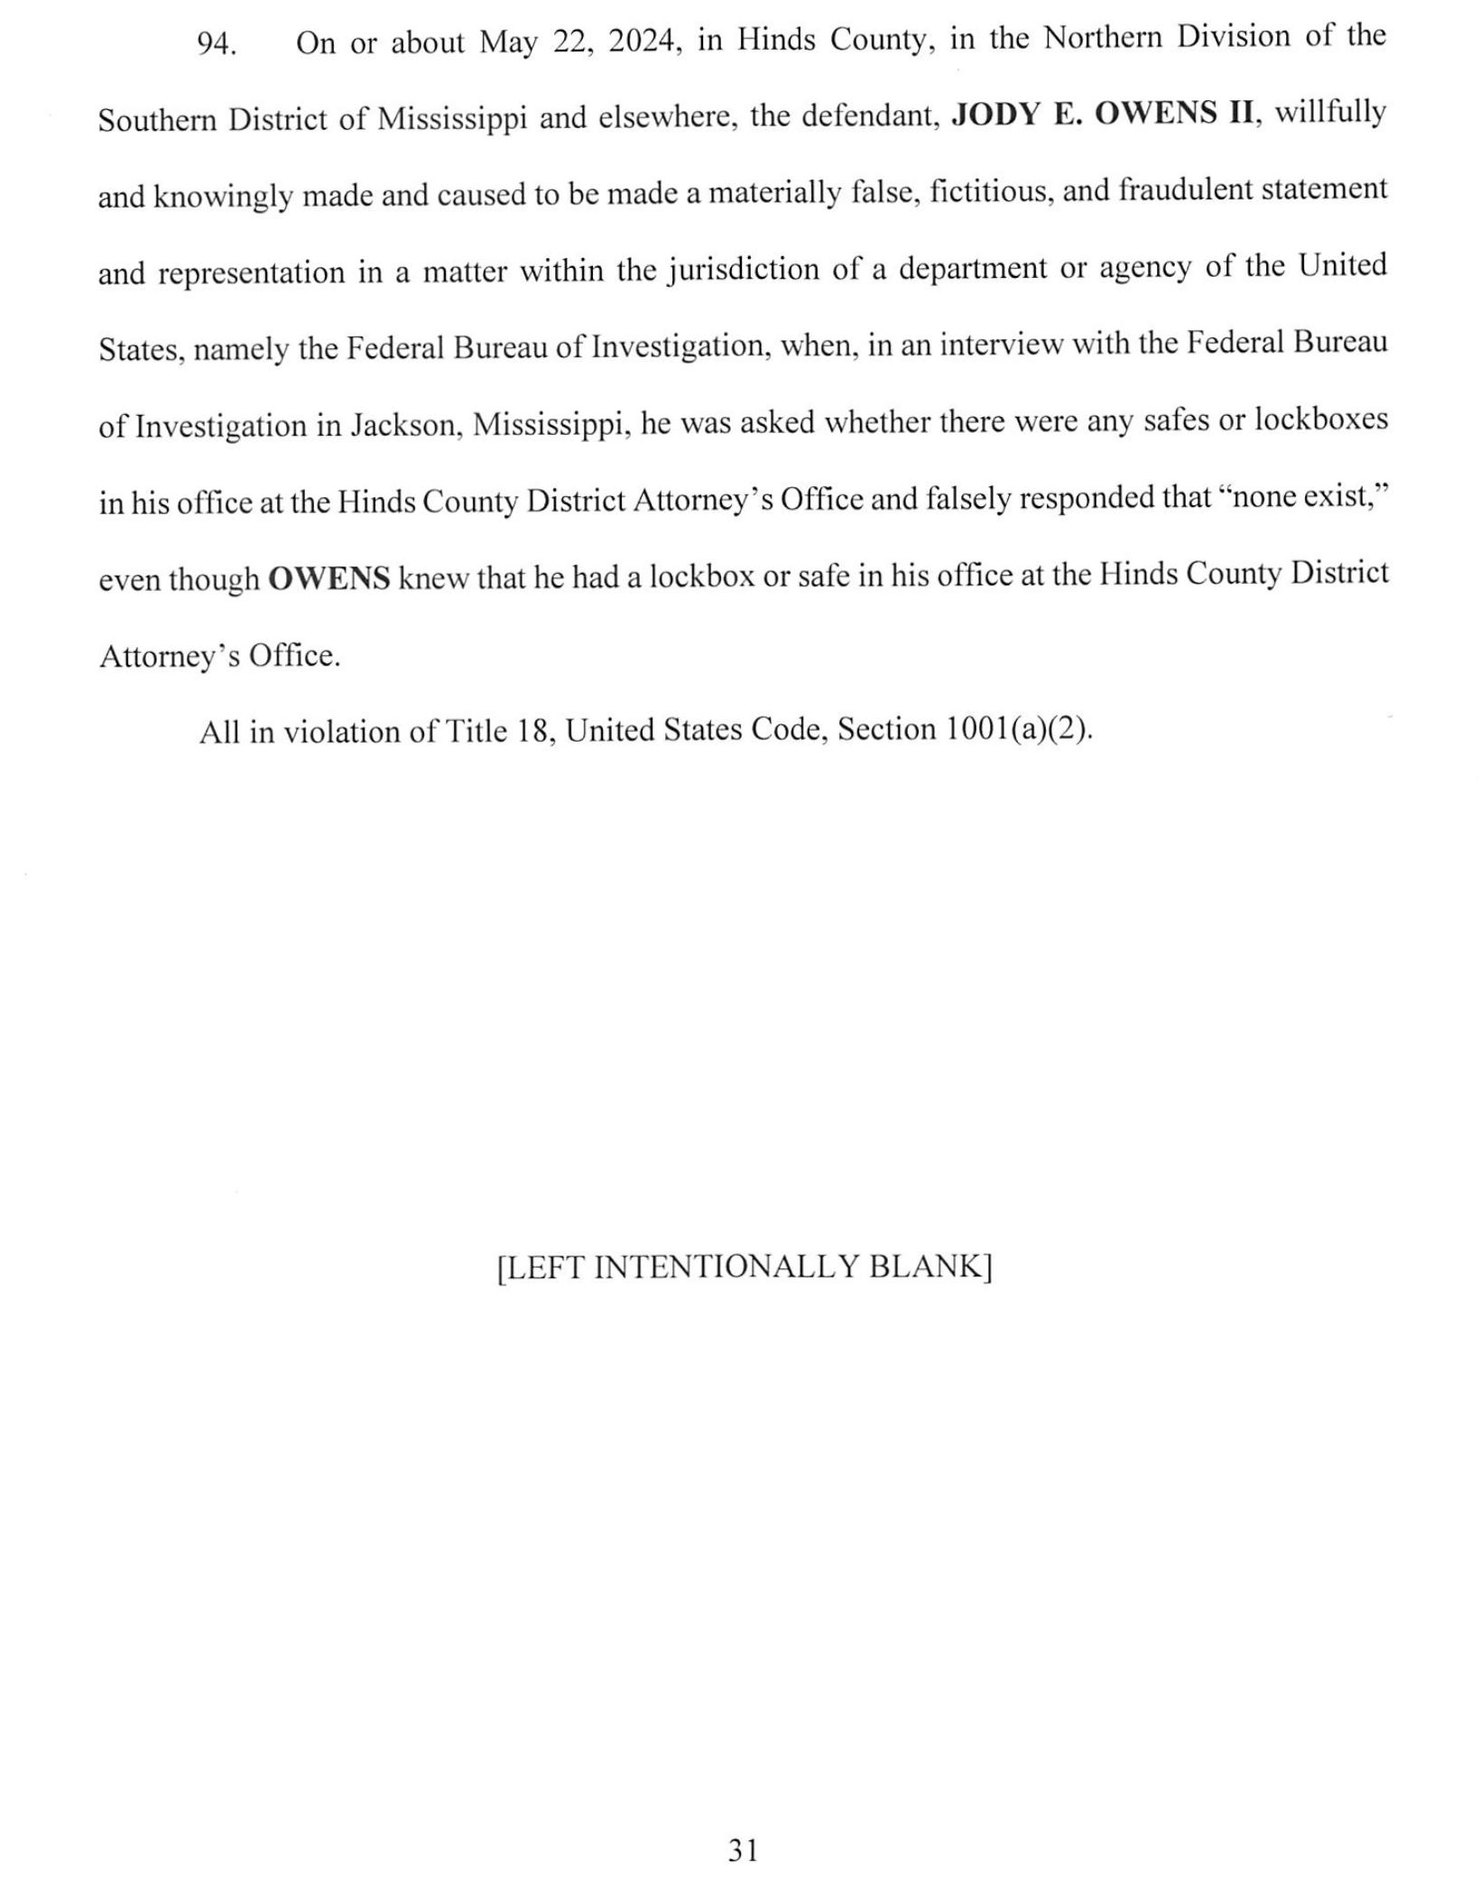 94. On or about May 22, 2024, in Hinds County, in the Northern Division of the
Southern District of Mississippi and elsewhere, the defendant, JODY E. OWENS II, willfully
and knowingly made and caused to be made a materially false, fictitious, and fraudulent statement
and representation in a matter within the jurisdiction of a department or agency of the United
States, namely the Federal Bureau of Investigation, when, in an interview with the Federal Bureau
of Investigation in Jackson, Mississippi, he was asked whether there were any safes or lockboxes
in his office at the Hinds County District Attorney’s Office and falsely responded that “none exist,”
even though OWENS knew that he had a lockbox or safe in his office at the Hinds County District
Attorney’s Office.
All in violation of Title 18, United States Code, Section 1001(a)(2).
[LEFT INTENTIONALLY BLANK]
31